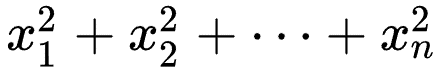 $x_1^2 + x_2^2 + \cdots + x_n^2$